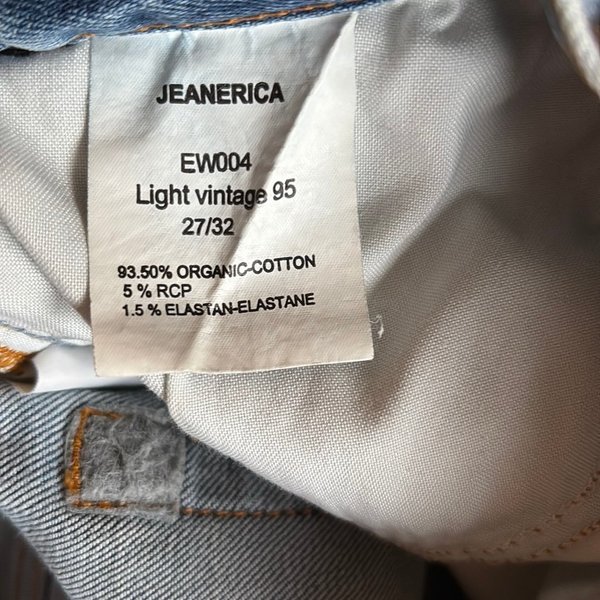 JEANERICA
EW004
Light vintage 95
27/32
93.50% ORGANIC-COTTON
5 % RCP
1.5 % ELASTAN-ELASTANE